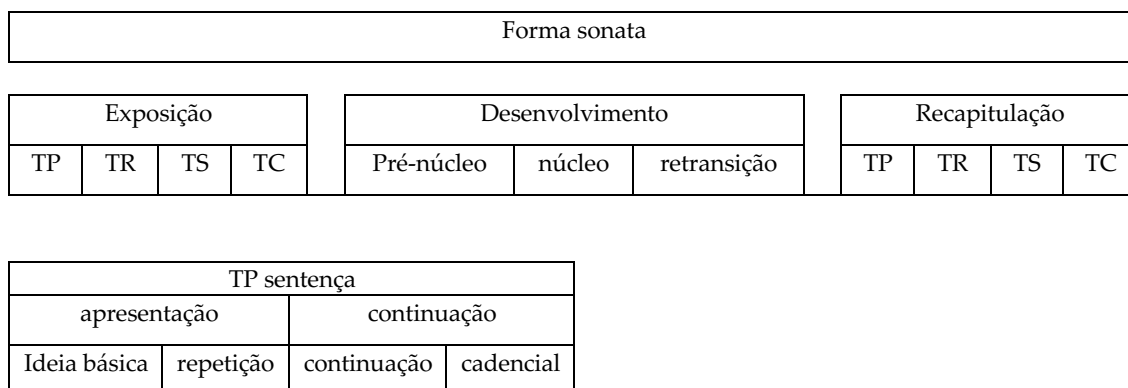 Forma sonata
Exposição Desenvolvimento Recapitulação
TP TR TS TC Pré-núcleo núcleo retransição TP TR TS TC
TP sentença
apresentação continuação
Ideia básica repetição continuação cadencial